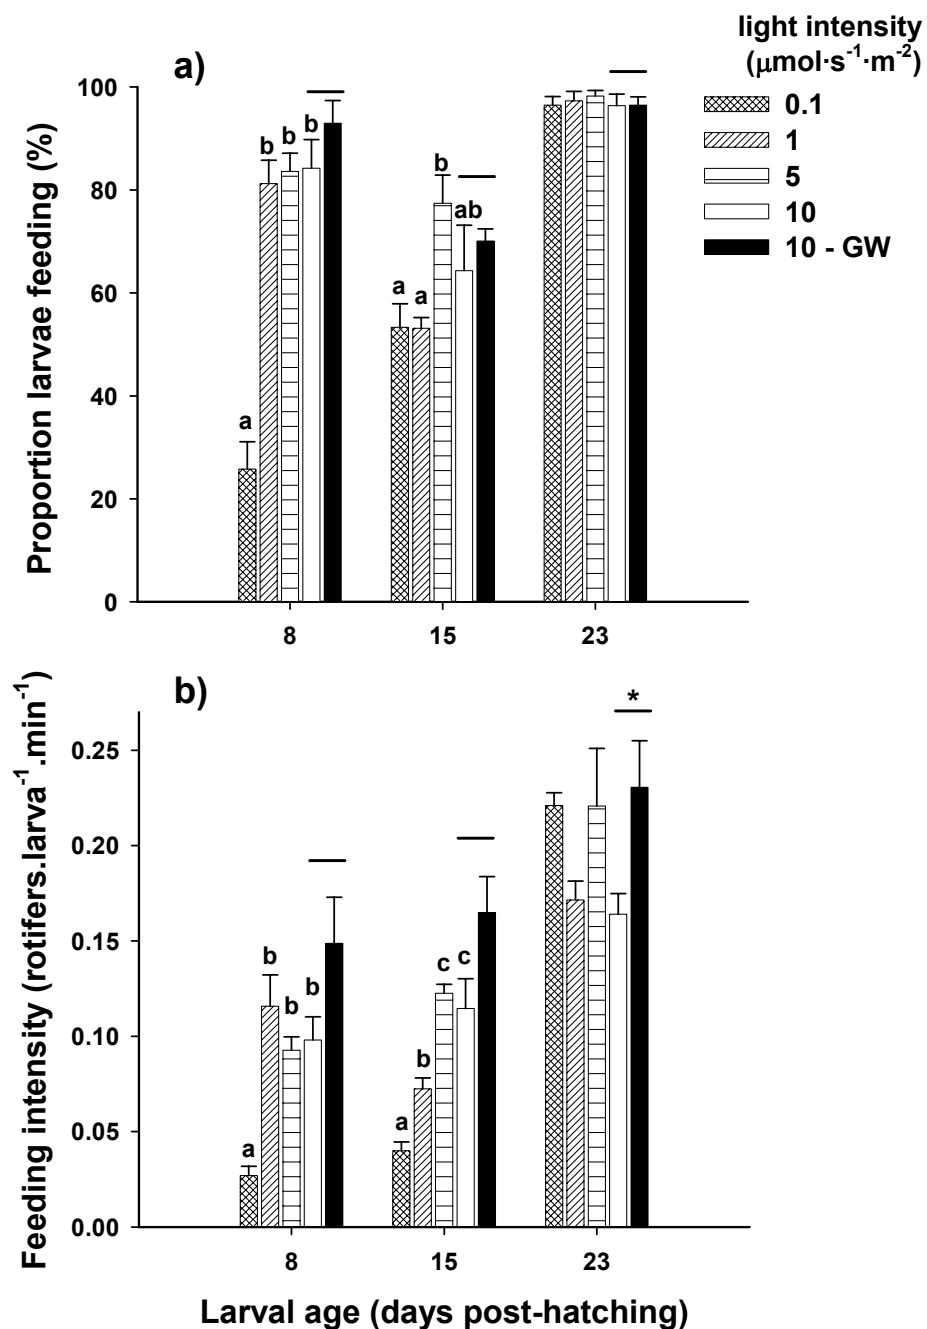 light intensity
(μmol·s⁻¹·m⁻²)
0.1
1
5
10
10 - GW
a)
Proportion larvae feeding (%)
100
80
60
40
20
0
a
b
b
b
a
a
b
ab
8
15
23
b)
Feeding intensity (rotifers.larva⁻¹.min⁻¹)
0.25
0.20
0.15
0.10
0.05
0.00
a
b
b
b
a
b
c
c
*
8
15
23
Larval age (days post-hatching)